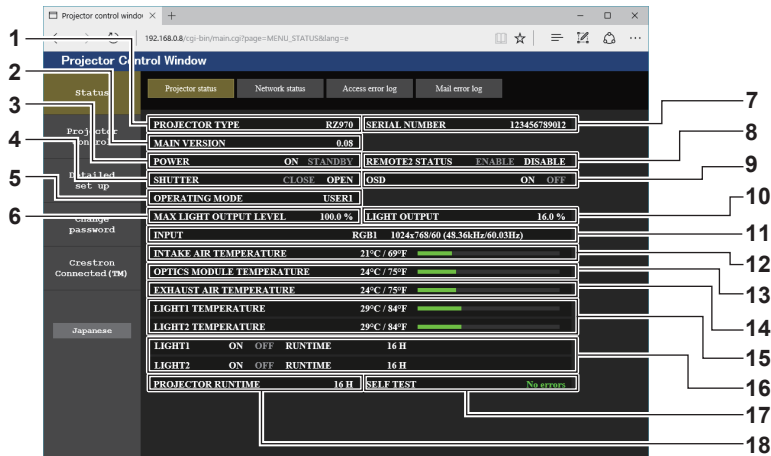 Projector control windo × +
192.168.0.8/cgi-bin/main.cgi?page=MENU_STATUS&lang=e
Projector Control Window
Status
Projector status
Network status
Access error log
Mail error log
Projector
control
Detailed
set up
Change
password
Crestron
Connected(TM)
Japanese
PROJECTOR TYPE RZ970
SERIAL NUMBER 123456789012
MAIN VERSION 0.08
POWER ON STANDBY
REMOTE2 STATUS ENABLE DISABLE
SHUTTER CLOSE OPEN
OSD ON OFF
OPERATING MODE USER1
MAX LIGHT OUTPUT LEVEL 100.0 %
LIGHT OUTPUT 16.0 %
INPUT RGB1 1024x768/60 (48.36kHz/60.03Hz)
INTAKE AIR TEMPERATURE 21°C / 69°F
OPTICS MODULE TEMPERATURE 24°C / 75°F
EXHAUST AIR TEMPERATURE 24°C / 75°F
LIGHT1 TEMPERATURE 29°C / 84°F
LIGHT2 TEMPERATURE 29°C / 84°F
LIGHT1 ON OFF RUNTIME 16 H
LIGHT2 ON OFF RUNTIME 16 H
PROJECTOR RUNTIME 16 H
SELF TEST No errors
1
2
3
4
5
6
7
8
9
10
11
12
13
14
15
16
17
18